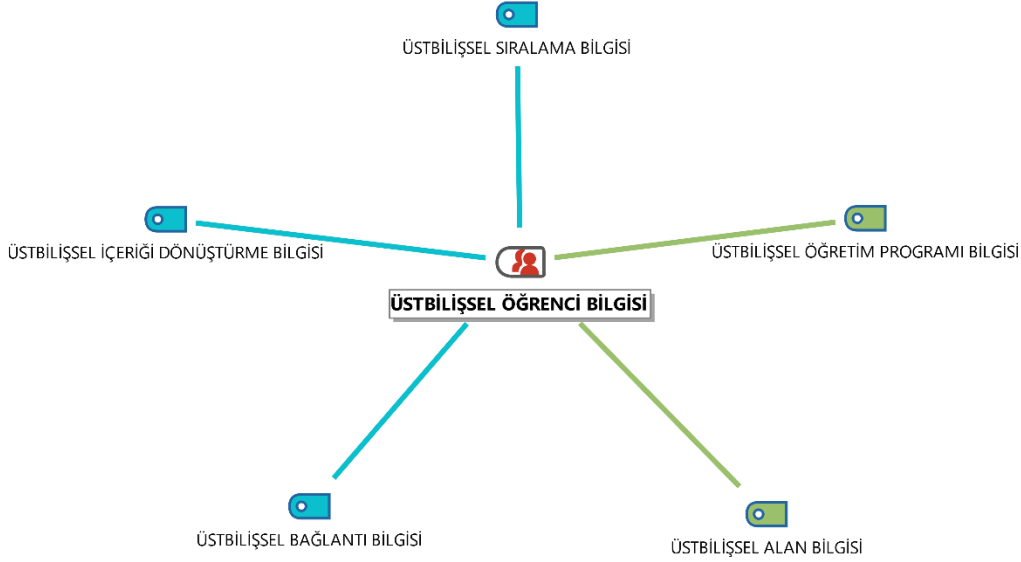 ÜSTBİLİŞSEL SIRALAMA BİLGİSİ
ÜSTBİLİŞSEL İÇERİĞİ DÖNÜŞTÜRME BİLGİSİ
ÜSTBİLİŞSEL ÖĞRETİM PROGRAMI BİLGİSİ
ÜSTBİLİŞSEL ÖĞRENCİ BİLGİSİ
ÜSTBİLİŞSEL BAĞLANTI BİLGİSİ
ÜSTBİLİŞSEL ALAN BİLGİSİ